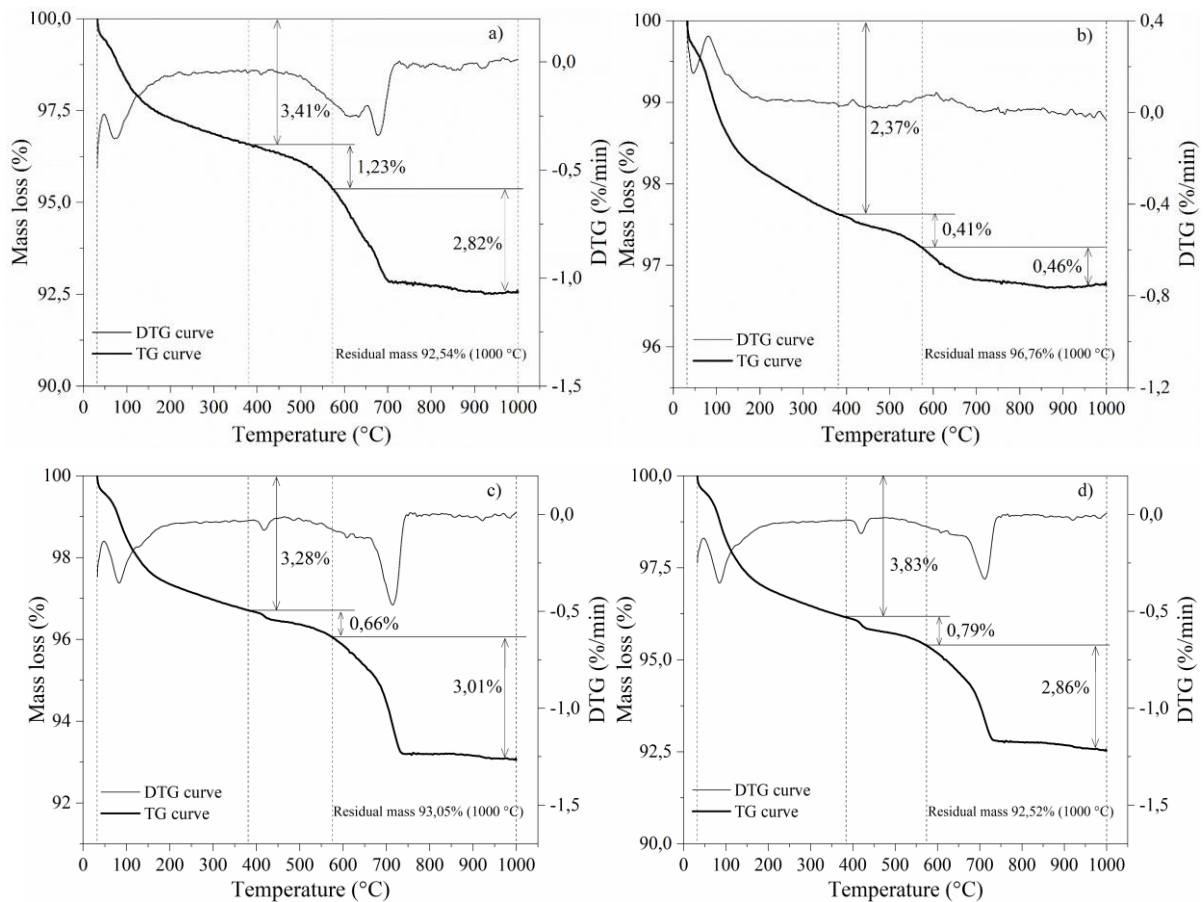 a)
100,0
97,5
95,0
92,5
90,0
Mass loss (%)
0,0
-0,5
-1,0
-1,5
DTG (%/min)
3,41%
1,23%
2,82%
DTG curve
TG curve
Residual mass 92,54% (1000 °C)
0 100 200 300 400 500 600 700 800 900 1000
Temperature (°C)
b)
100
99
98
97
96
Mass loss (%)
0,4
0,0
-0,4
-0,8
-1,2
DTG (%/min)
2,37%
0,41%
0,46%
DTG curve
TG curve
Residual mass 96,76% (1000 °C)
0 100 200 300 400 500 600 700 800 900 1000
Temperature (°C)
c)
100
98
96
94
92
Mass loss (%)
0,0
-0,5
-1,0
-1,5
DTG (%/min)
3,28%
0,66%
3,01%
DTG curve
TG curve
Residual mass 93,05% (1000 °C)
0 100 200 300 400 500 600 700 800 900 1000
Temperature (°C)
d)
100,0
97,5
95,0
92,5
90,0
Mass loss (%)
0,0
-0,5
-1,0
-1,5
DTG (%/min)
3,83%
0,79%
2,86%
DTG curve
TG curve
Residual mass 92,52% (1000 °C)
0 100 200 300 400 500 600 700 800 900 1000
Temperature (°C)